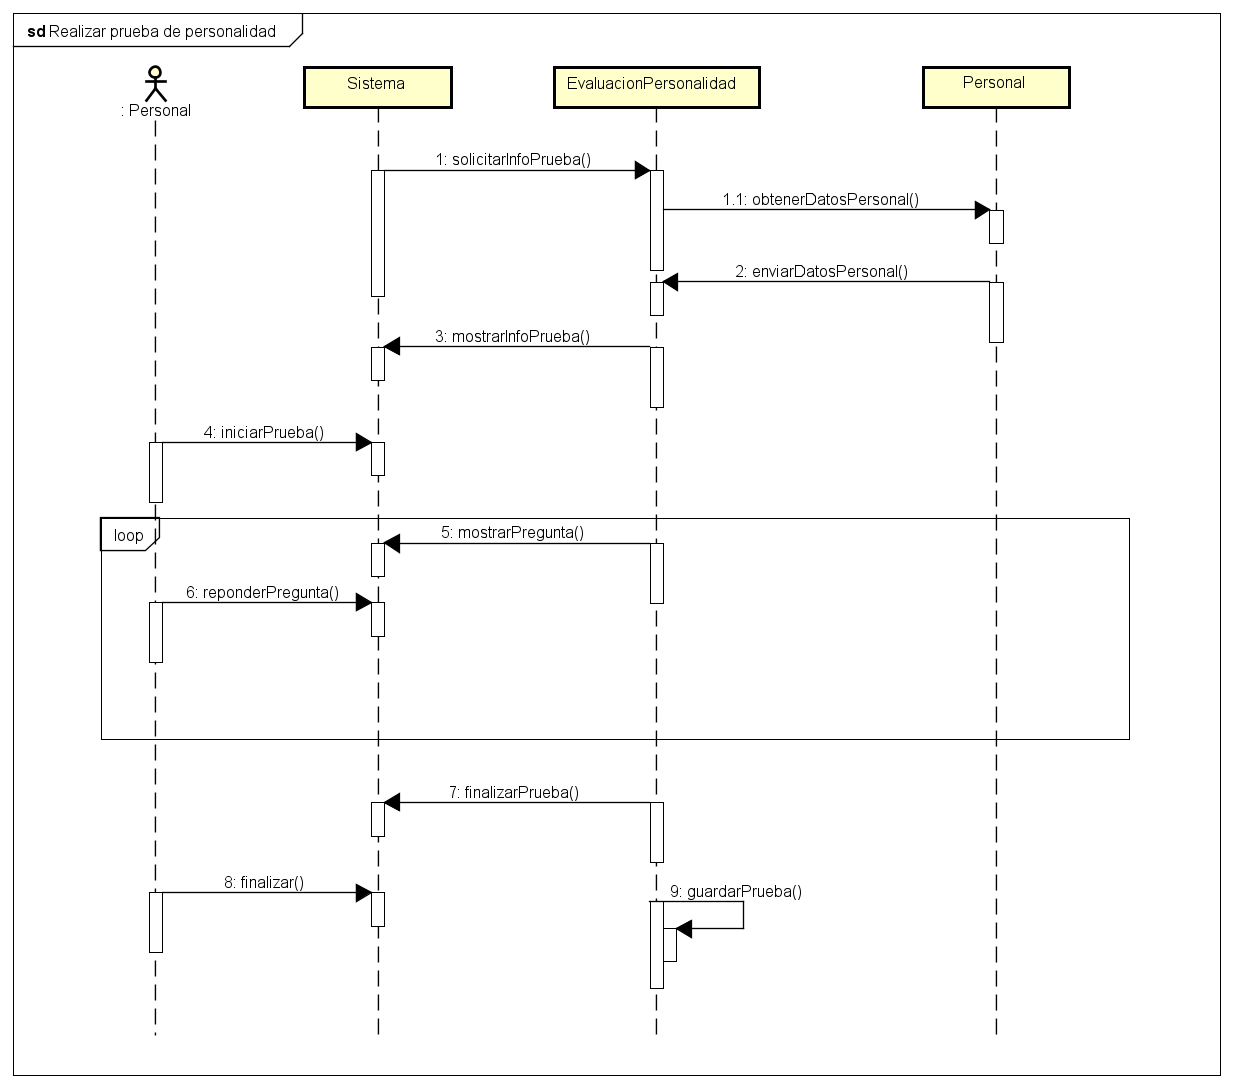 sd Realizar prueba de personalidad
: Personal
Sistema
EvaluacionPersonalidad
Personal
1: solicitarInfoPrueba()
1.1: obtenerDatosPersonal()
2: enviarDatosPersonal()
3: mostrarInfoPrueba()
4: iniciarPrueba()
loop
5: mostrarPregunta()
6: reponderPregunta()
7: finalizarPrueba()
8: finalizar()
9: guardarPrueba()